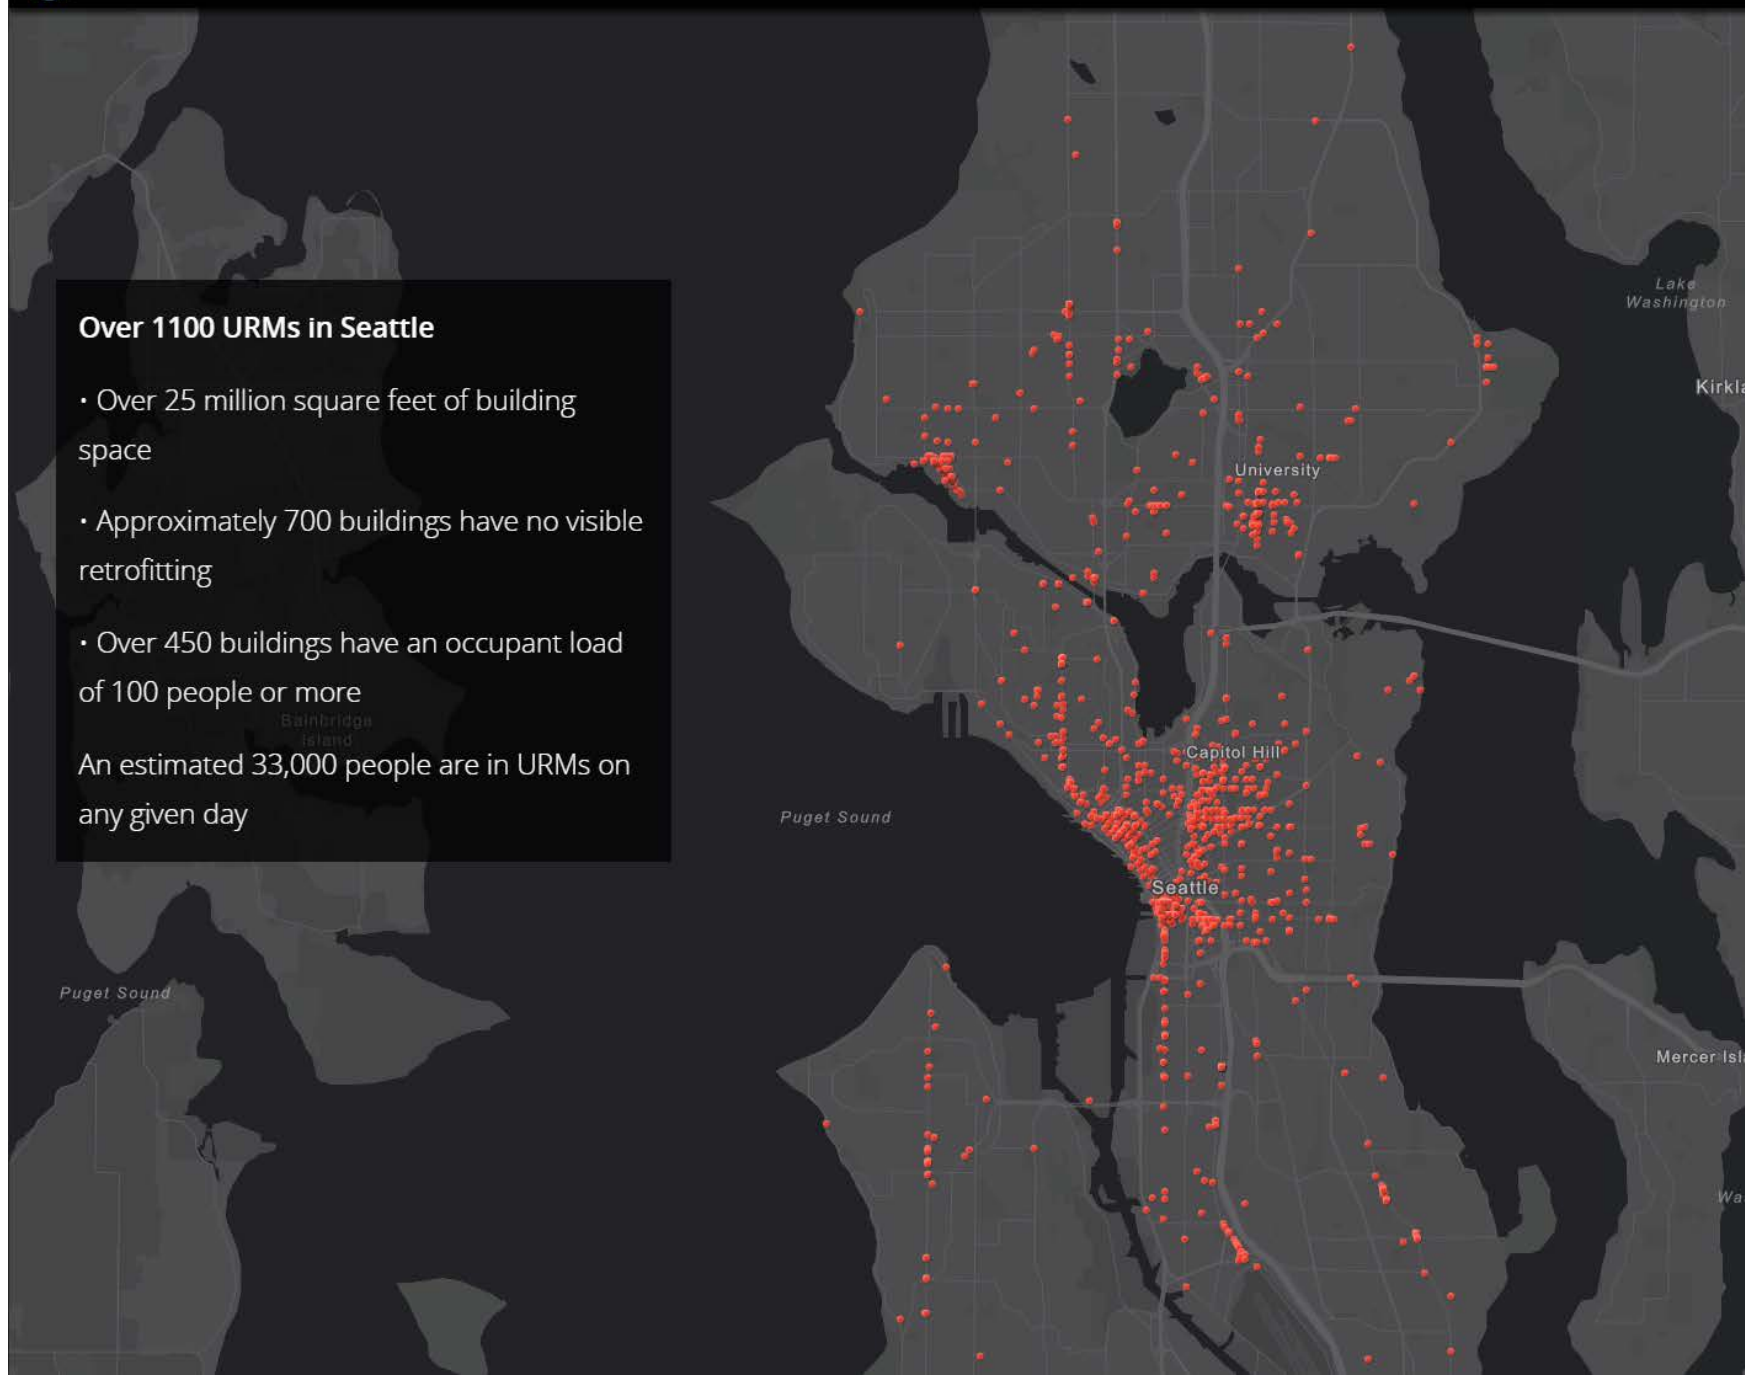 Over 1100 URMs in Seattle
• Over 25 million square feet of building
space
• Approximately 700 buildings have no visible
retrofitting
• Over 450 buildings have an occupant load
of 100 people or more
An estimated 33,000 people are in URMs on
any given day
Bainbridge
Island
Lake
Washington
Kirkla
University
Capitol Hill
Puget Sound
Seattle
Puget Sound
Mercer Isla
Wa